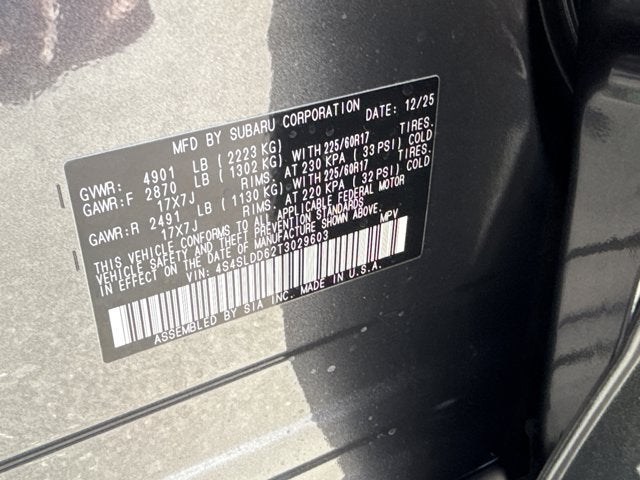 MFD BY SUBARU CORPORATION DATE: 12/25
GVWR: 4901 LB ( 2223 KG)
GAWR:F 2870 LB ( 1302 KG) WITH 225/60R17 TIRES.
17X7J RIMS. AT 230 KPA ( 33 PSI) COLD
GAWR:R 2491 LB ( 1130 KG) WITH 225/60R17 TIRES.
17X7J RIMS. AT 220 KPA ( 32 PSI) COLD
THIS VEHICLE CONFORMS TO ALL APPLICABLE FEDERAL MOTOR
VEHICLE SAFETY AND THEFT PREVENTION STANDARDS
IN EFFECT ON THE DATE OF MANUFACTURE SHOWN ABOVE.
VIN: 4S4SLDD62T3029603 MPV
ASSEMBLED BY SIA INC. MADE IN U.S.A.